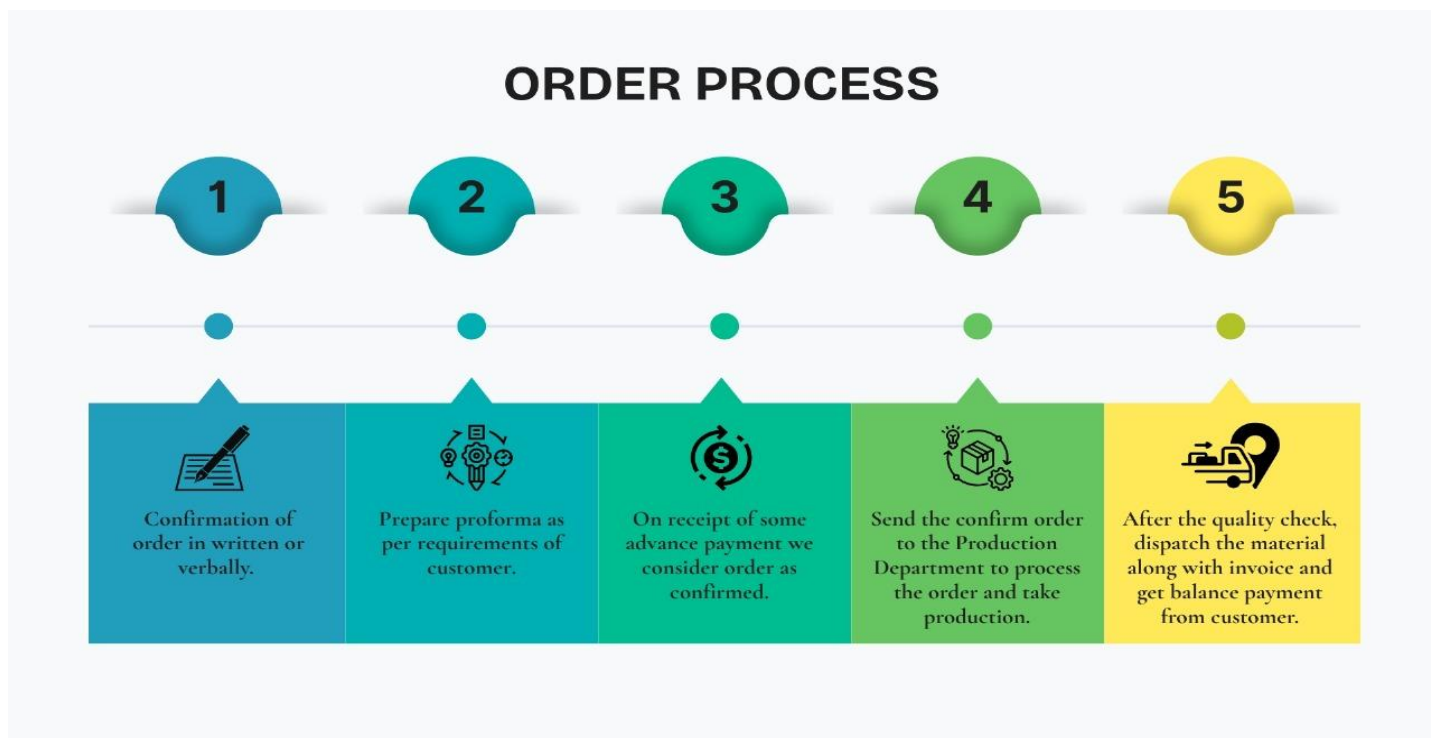 ORDER PROCESS
1
2
3
4
5
Confirmation of
order in written or
verbally.
Prepare proforma as
per requirements of
customer.
On receipt of some
advance payment we
consider order as
confirmed.
Send the confirm order
to the Production
Department to process
the order and take
production.
After the quality check,
dispatch the material
along with invoice and
get balance payment
from customer.